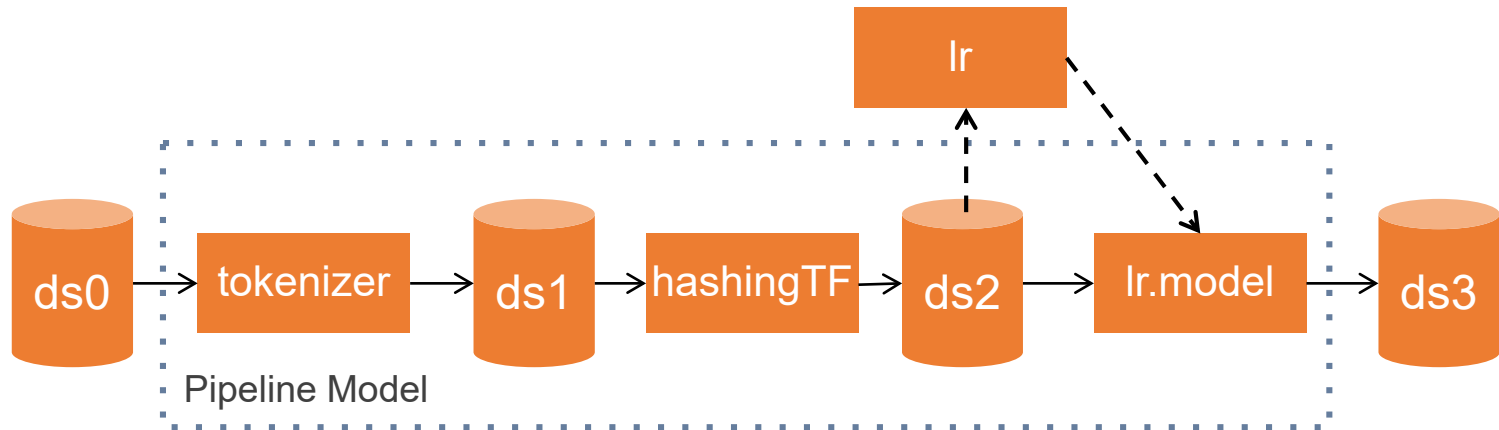 lr
ds0
tokenizer
ds1
hashingTF
ds2
lr.model
ds3
Pipeline Model